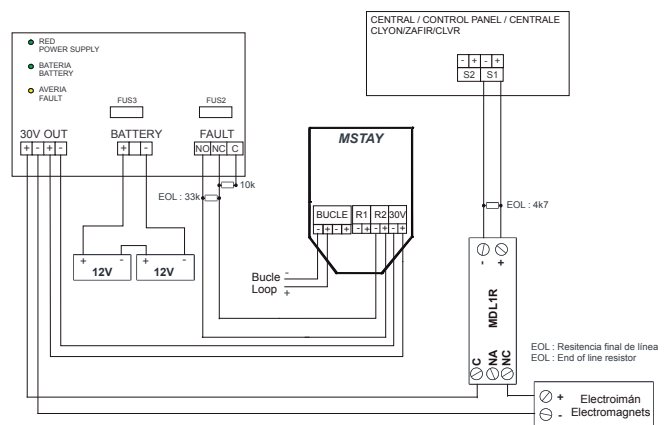 RED
POWER SUPPLY
BATERIA
BATTERY
AVERIA
FAULT
FUS3
FUS2
30V OUT
BATTERY
FAULT
+ - + -
+ -
NO NC C
10k
EOL : 33k
+ -
12V
+ -
12V
MSTAY
BUCLE R1 R2 30V
- + - + - + - + - +
Bucle -
Loop +
CENTRAL / CONTROL PANEL / CENTRALE
CLYON/ZAFIR/CLVR
- + - +
S2 S1
EOL : 4k7
- +
MDL1R
C NA NC
EOL : Resitencia final de línea
EOL : End of line resistor
+ Electroimán
- Electromagnets